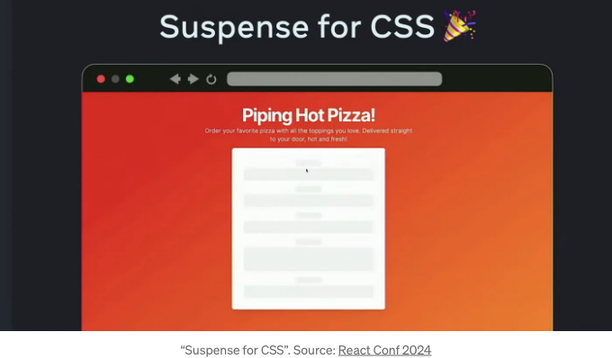 Suspense for CSS 🎉
Piping Hot Pizza!
Order your favorite pizza with all the toppings you love. Delivered straight
to your door, hot and fresh!
“Suspense for CSS”. Source: React Conf 2024